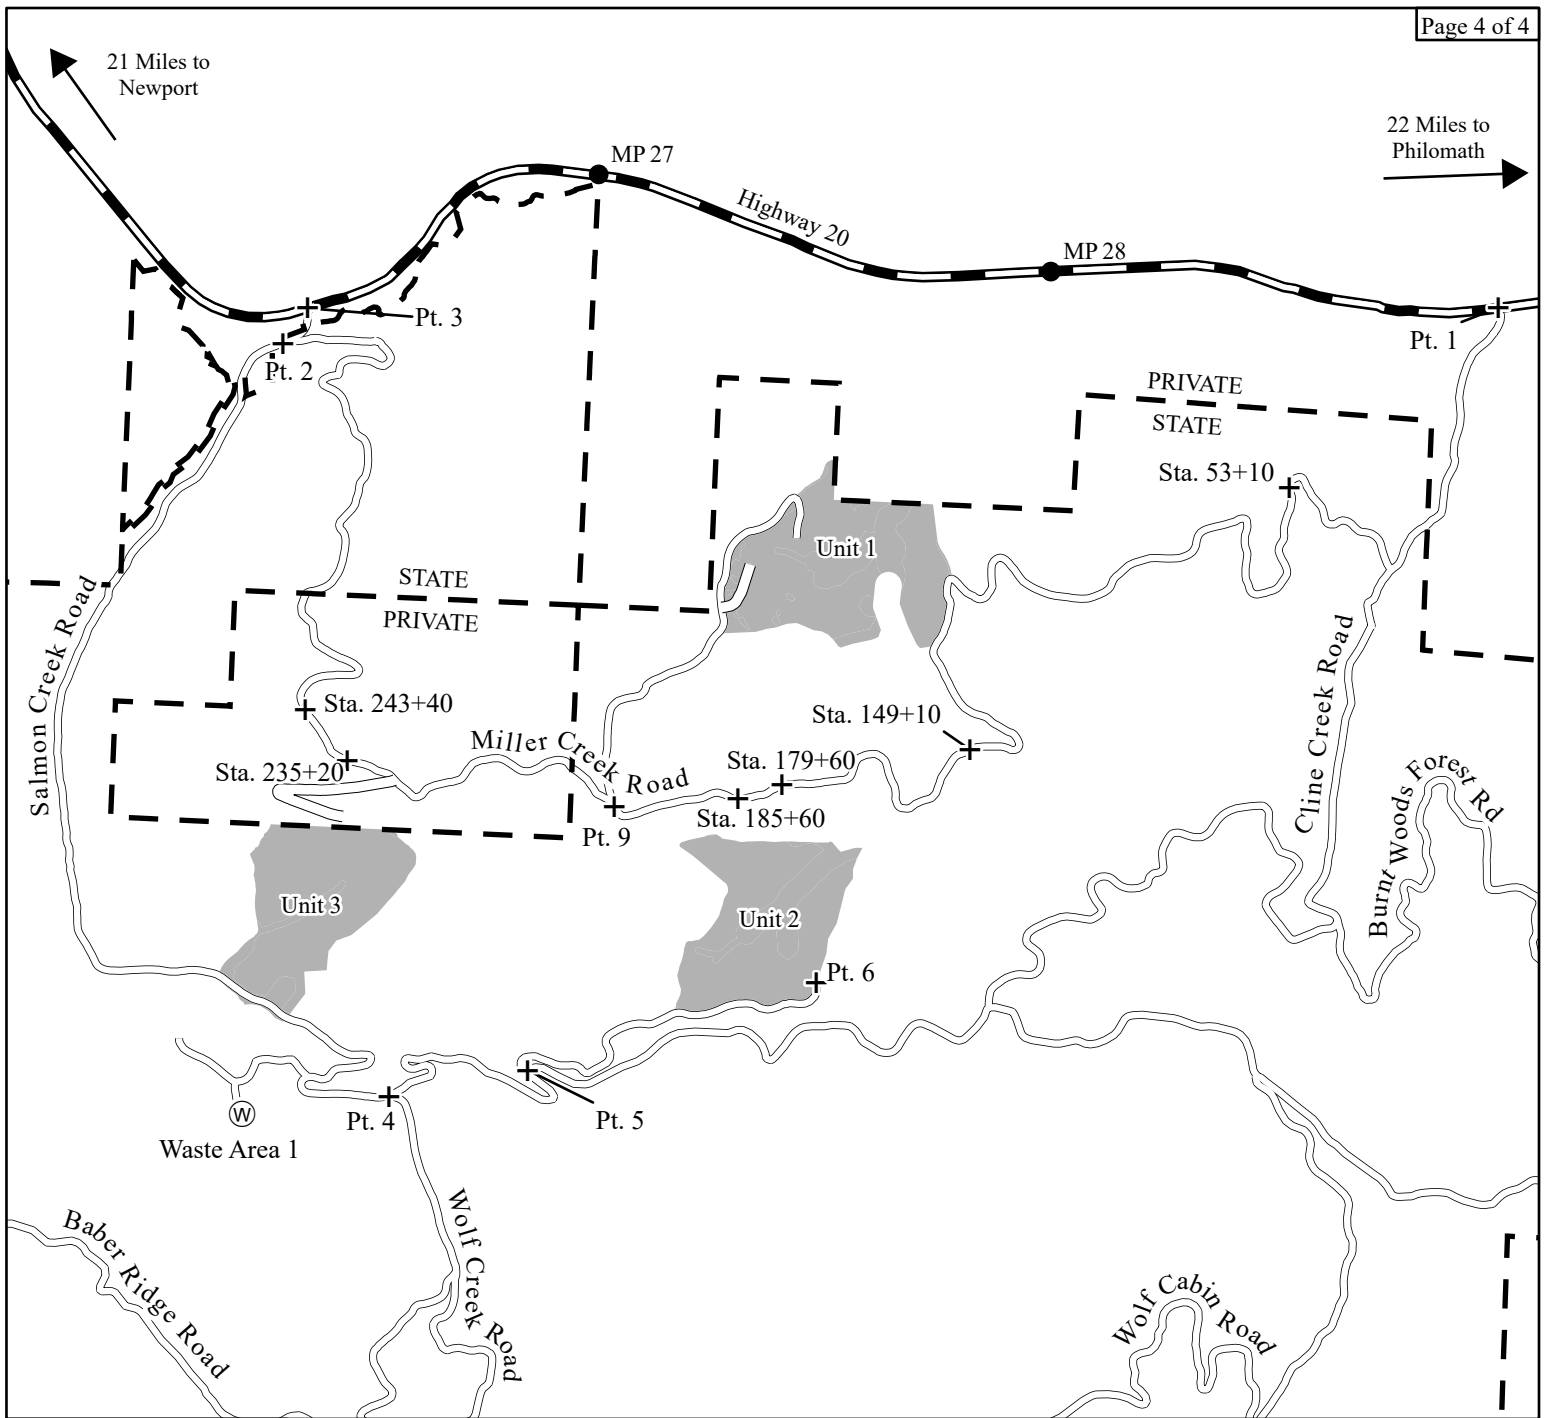 Page 4 of 4
21 Miles to
Newport
22 Miles to
Philomath
MP 27
Highway 20
MP 28
Pt. 3
Pt. 1
Pt. 2
PRIVATE
STATE
Sta. 53+10
Unit 1
STATE
PRIVATE
Salmon Creek Road
Cline Creek Road
Sta. 243+40
Sta. 149+10
Miller Creek Road
Sta. 179+60
Sta. 235+20
Sta. 185+60
Pt. 9
Burnt Woods Forest Rd
Unit 3
Unit 2
Pt. 6
W
Waste Area 1
Pt. 4
Pt. 5
Wolf Creek Road
Baber Ridge Road
Wolf Cabin Road